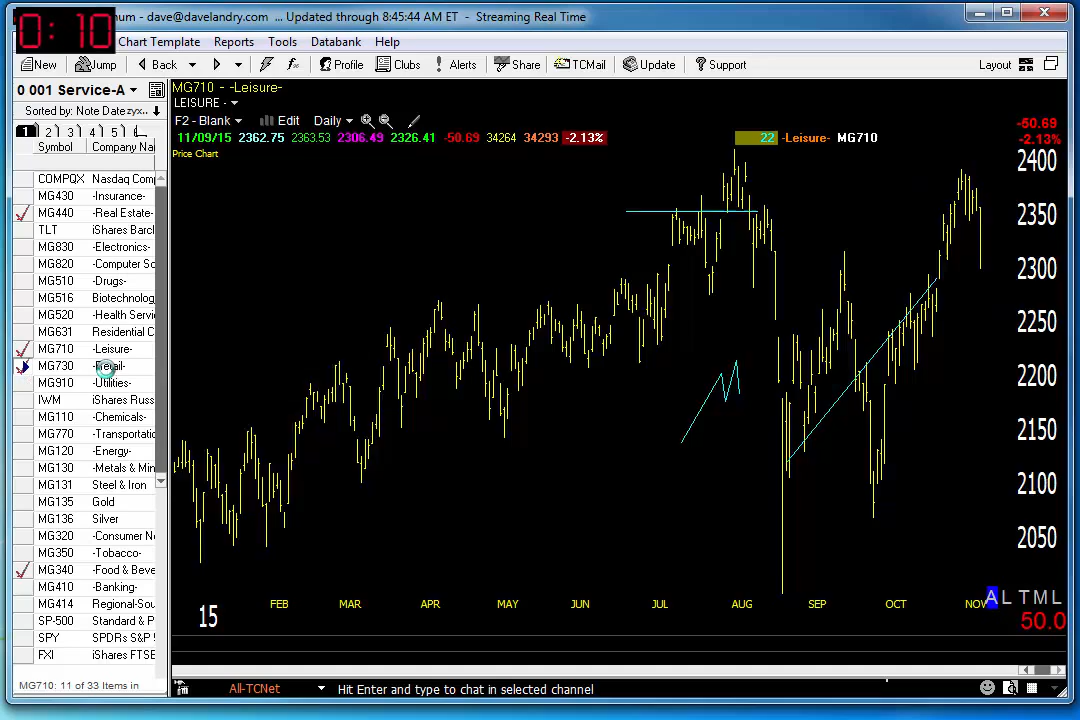 0:10
num - dave@davelandry.com ... Updated through 8:45:44 AM ET - Streaming Real Time
Chart Template Reports Tools Databank Help
New Jump Back Profile Clubs Alerts Share TCMail Update Support Layout
0 001 Service-A
Sorted by: Note Date
1 2 3 4 5
Symbol Company Na
COMPQX Nasdaq Comp
MG430 -Insurance-
MG440 -Real Estate-
TLT iShares Barcl
MG830 -Electronics-
MG820 -Computer So
MG510 -Drugs-
MG516 Biotechnolog
MG520 -Health Servi
MG631 Residential C
MG710 -Leisure-
MG730 -Retail-
MG910 -Utilities-
IWM iShares Russ
MG110 -Chemicals-
MG770 -Transportatio
MG120 -Energy-
MG130 -Metals & Min
MG131 Steel & Iron
MG135 Gold
MG136 Silver
MG320 -Consumer No
MG350 -Tobacco-
MG340 -Food & Beve
MG410 -Banking-
MG414 Regional-Sou
SP-500 Standard & P
SPY SPDRs S&P 5
FXI iShares FTSE
MG710: 11 of 33 Items in
MG710 - -Leisure-
LEISURE -
F2 - Blank Edit Daily
11/09/15 2362.75 2363.53 2306.49 2326.41 -50.69 34264 34293 -2.13% 22 -Leisure- MG710
Price Chart
-50.69
-2.13%
2400
2350
2300
2250
2200
2150
2100
2050
FEB MAR APR MAY JUN JUL AUG SEP OCT NOV
15
A L T M L
50.0
All-TCNet Hit Enter and type to chat in selected channel